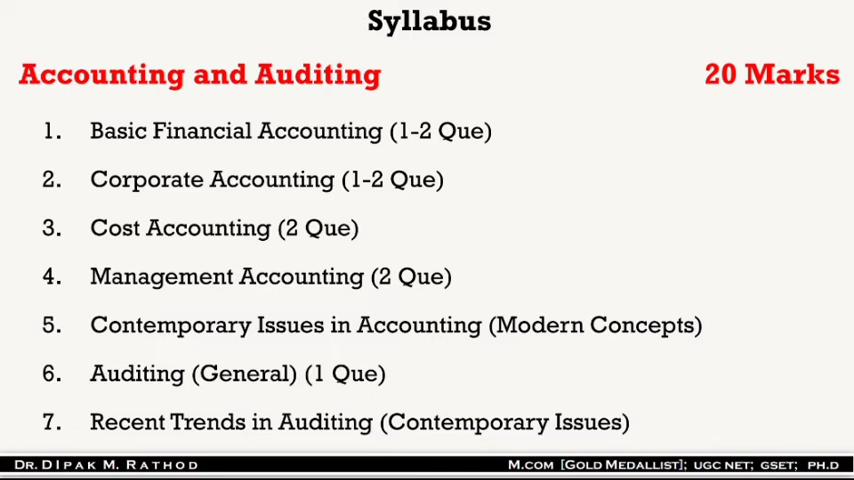 Syllabus
Accounting and Auditing 20 Marks
1. Basic Financial Accounting (1-2 Que)
2. Corporate Accounting (1-2 Que)
3. Cost Accounting (2 Que)
4. Management Accounting (2 Que)
5. Contemporary Issues in Accounting (Modern Concepts)
6. Auditing (General) (1 Que)
7. Recent Trends in Auditing (Contemporary Issues)
DR. DIPAK M. RATHOD M.COM [GOLD MEDALLIST]; UGC NET; GSET; PH.D